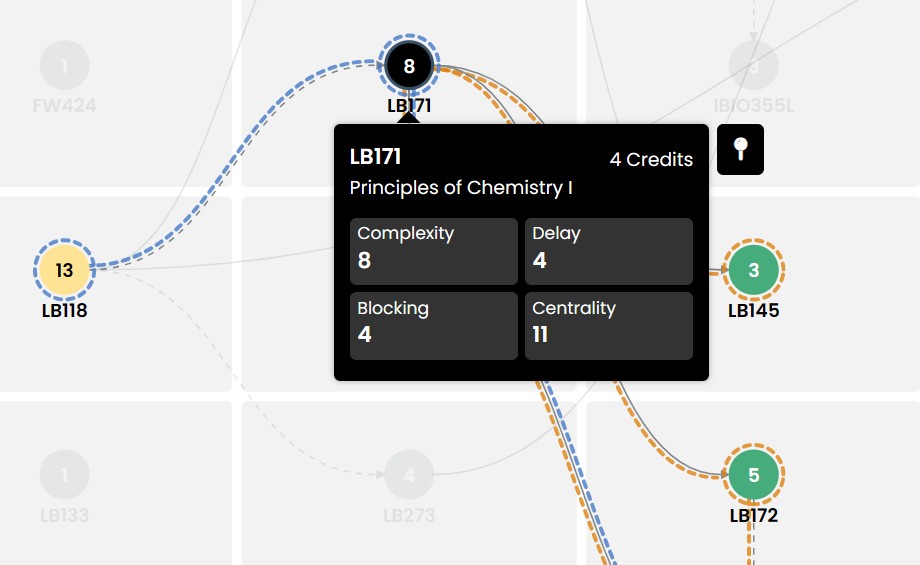 1
FW424
8
LB171
3
IBIO355L
LB171
4 Credits
Principles of Chemistry I
Complexity
8
Delay
4
Blocking
4
Centrality
11
13
LB118
3
LB145
1
LB133
4
LB273
5
LB172